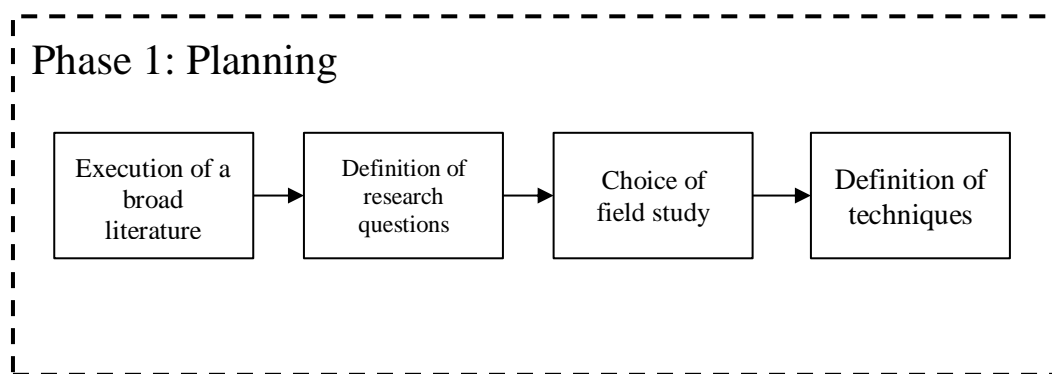 Phase 1: Planning
Execution of a
broad
literature
Definition of
research
questions
Choice of
field study
Definition of
techniques